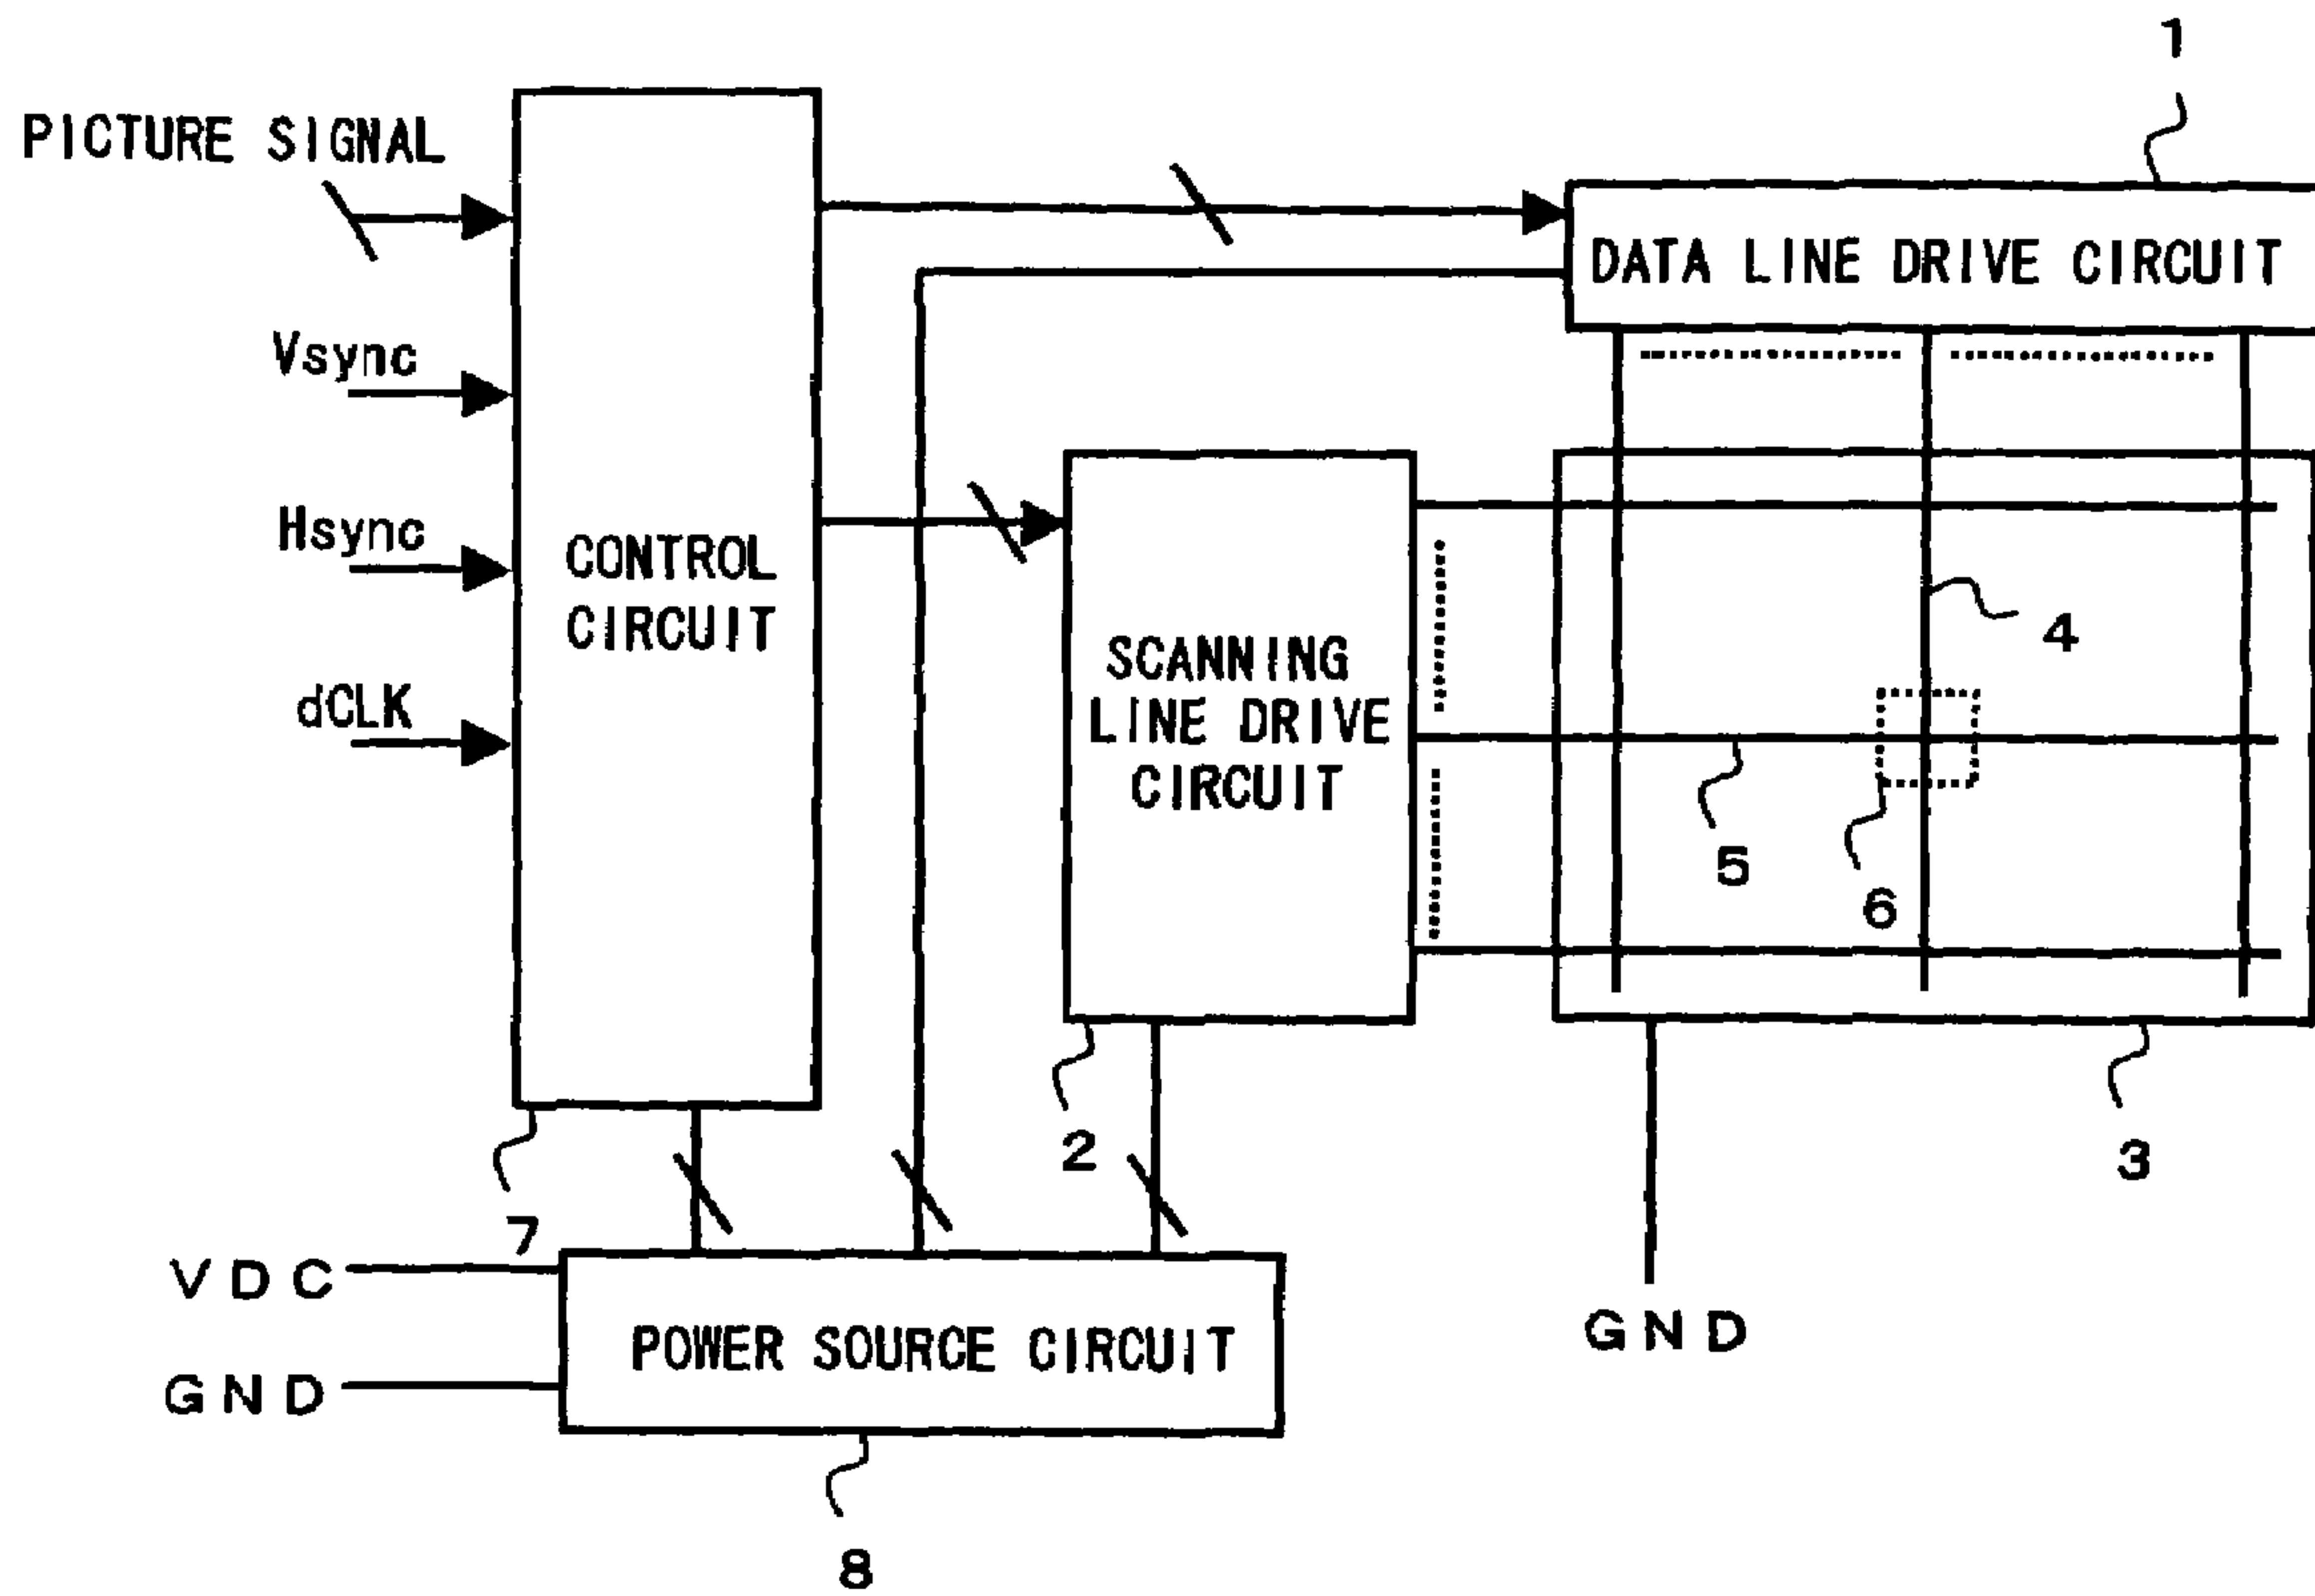 1
PICTURE SIGNAL
DATA LINE DRIVE CIRCUIT
Vsync
Hsync
CONTROL
CIRCUIT
dCLK
SCANNING
LINE DRIVE
CIRCUIT
4
5
6
2
3
7
VDC
GND
POWER SOURCE CIRCUIT
GND
8